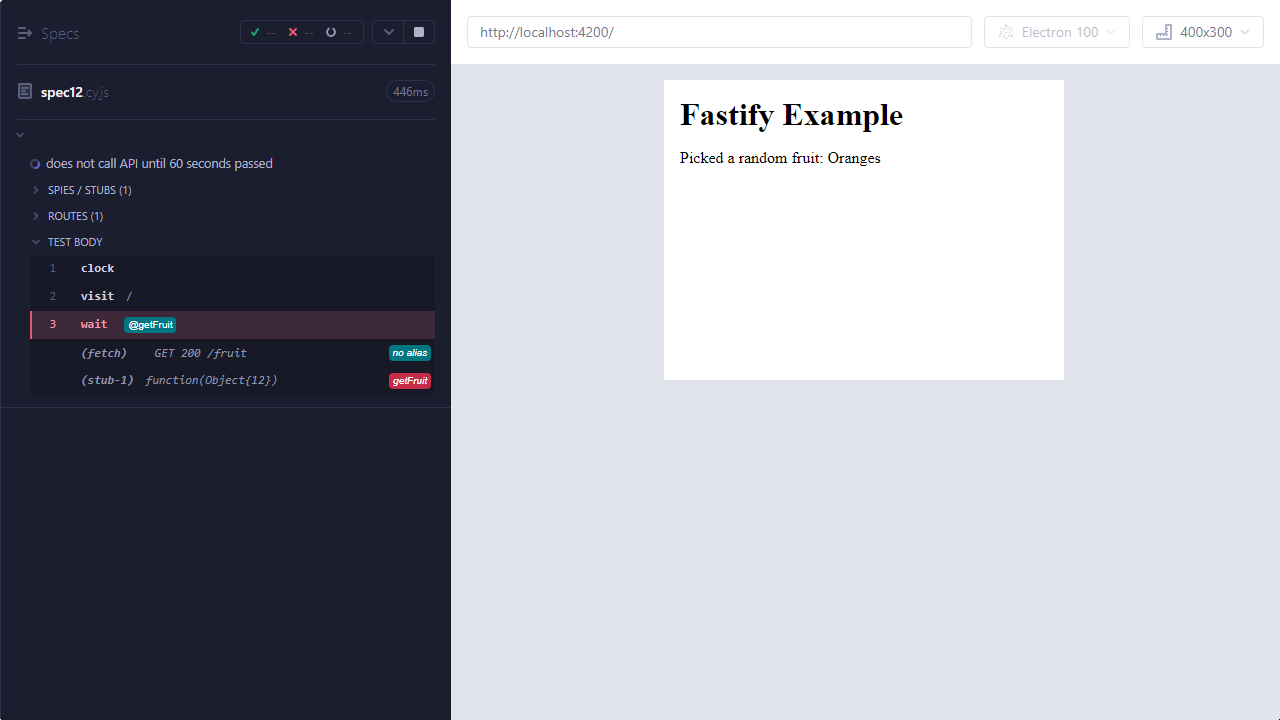 Specs
-- -- --
spec12.cy.js
446ms
does not call API until 60 seconds passed
SPIES / STUBS (1)
ROUTES (1)
TEST BODY
1 clock
2 visit /
3 wait @getFruit
(fetch) GET 200 /fruit no alias
(stub-1) function(Object{12}) getFruit
http://localhost:4200/
Electron 100
400x300
Fastify Example
Picked a random fruit: Oranges